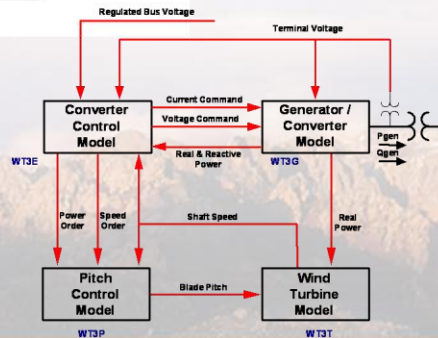 Regulated Bus Voltage
Terminal Voltage
Current Command
Converter
Control
Model
Voltage Command
Generator /
Converter
Model
Pgen
Qgen
WT3E
Real & Reactive
Power
WT3G
Power
Order
Speed
Order
Shaft Speed
Real
Power
Pitch
Control
Model
Blade Pitch
Wind
Turbine
Model
WT3P
WT3T